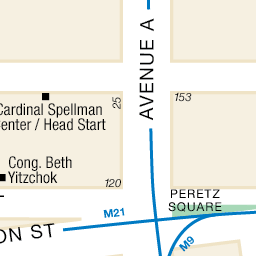 AVENUE A
25
153
Cardinal Spellman
Center / Head Start
Cong. Beth
Yitzchok
120
PERETZ
SQUARE
M21
ON ST
M9